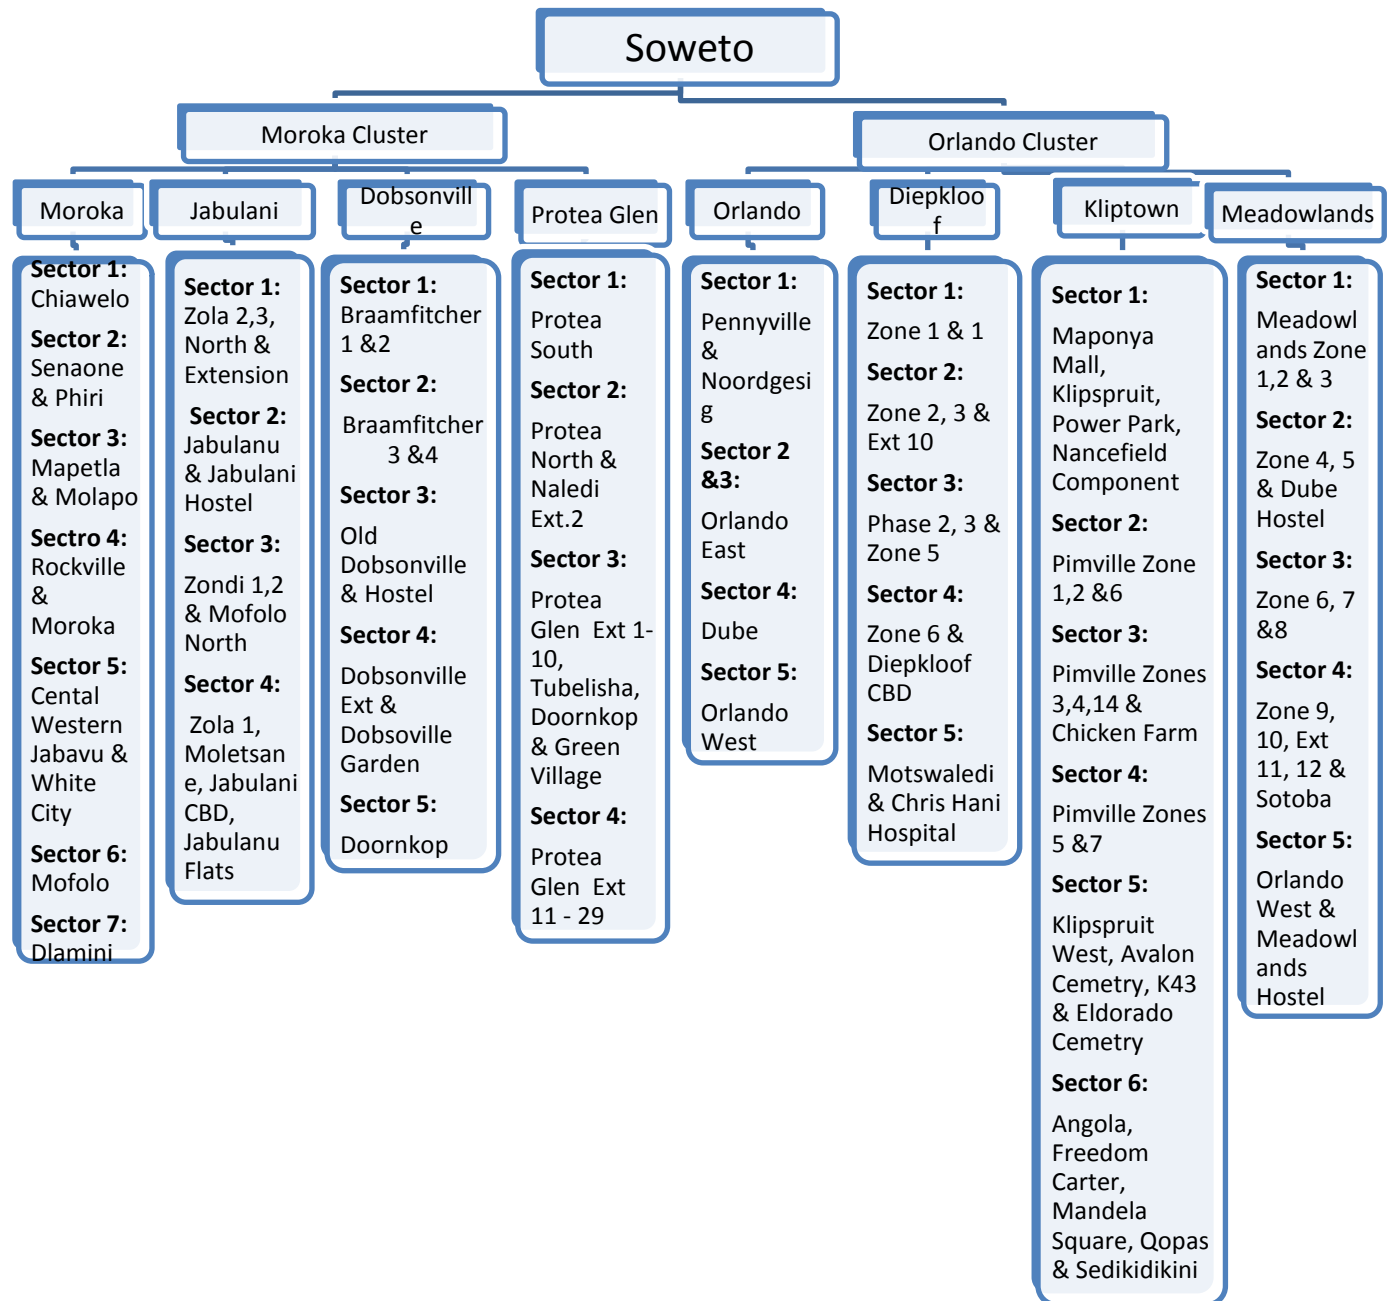 Soweto
Moroka Cluster
Orlando Cluster
Moroka
Jabulani
Dobsonvill
e
Protea Glen
Orlando
Diepkloo
f
Kliptown
Meadowlands
Sector 1:
Chiawelo
Sector 2:
Senaone
& Phiri
Sector 3:
Mapetla
& Molapo
Sectro 4:
Rockville
&
Moroka
Sector 5:
Cental
Western
Jabavu &
White
City
Sector 6:
Mofolo
Sector 7:
Dlamini
Sector 1:
Zola 2,3,
North &
Extension
Sector 2:
Jabulanu
& Jabulani
Hostel
Sector 3:
Zondi 1,2
& Mofolo
North
Sector 4:
Zola 1,
Moletsan
e, Jabulani
CBD,
Jabulanu
Flats
Sector 1:
Braamfitcher
1 &2
Sector 2:
Braamfitcher
3 &4
Sector 3:
Old
Dobsonville
& Hostel
Sector 4:
Dobsonville
Ext &
Dobsoville
Garden
Sector 5:
Doornkop
Sector 1:
Protea
South
Sector 2:
Protea
North &
Naledi
Ext.2
Sector 3:
Protea
Glen Ext 1-
10,
Tubelisha,
Doornkop
& Green
Village
Sector 4:
Protea
Glen Ext
11 - 29
Sector 1:
Pennyville
&
Noordgesi
g
Sector 2
&3:
Orlando
East
Sector 4:
Dube
Sector 5:
Orlando
West
Sector 1:
Zone 1 & 1
Sector 2:
Zone 2, 3 &
Ext 10
Sector 3:
Phase 2, 3 &
Zone 5
Sector 4:
Zone 6 &
Diepkloof
CBD
Sector 5:
Motswaledi
& Chris Hani
Hospital
Sector 1:
Maponya
Mall,
Klipspruit,
Power Park,
Nancefield
Component
Sector 2:
Pimville Zone
1,2 &6
Sector 3:
Pimville Zones
3,4,14 &
Chicken Farm
Sector 4:
Pimville Zones
5 &7
Sector 5:
Klipspruit
West, Avalon
Cemetry, K43
& Eldorado
Cemetry
Sector 6:
Angola,
Freedom
Carter,
Mandela
Square, Qopas
& Sedikidikini
Sector 1:
Meadowl
ands Zone
1,2 & 3
Sector 2:
Zone 4, 5
& Dube
Hostel
Sector 3:
Zone 6, 7
&8
Sector 4:
Zone 9,
10, Ext
11, 12 &
Sotoba
Sector 5:
Orlando
West &
Meadowl
ands
Hostel